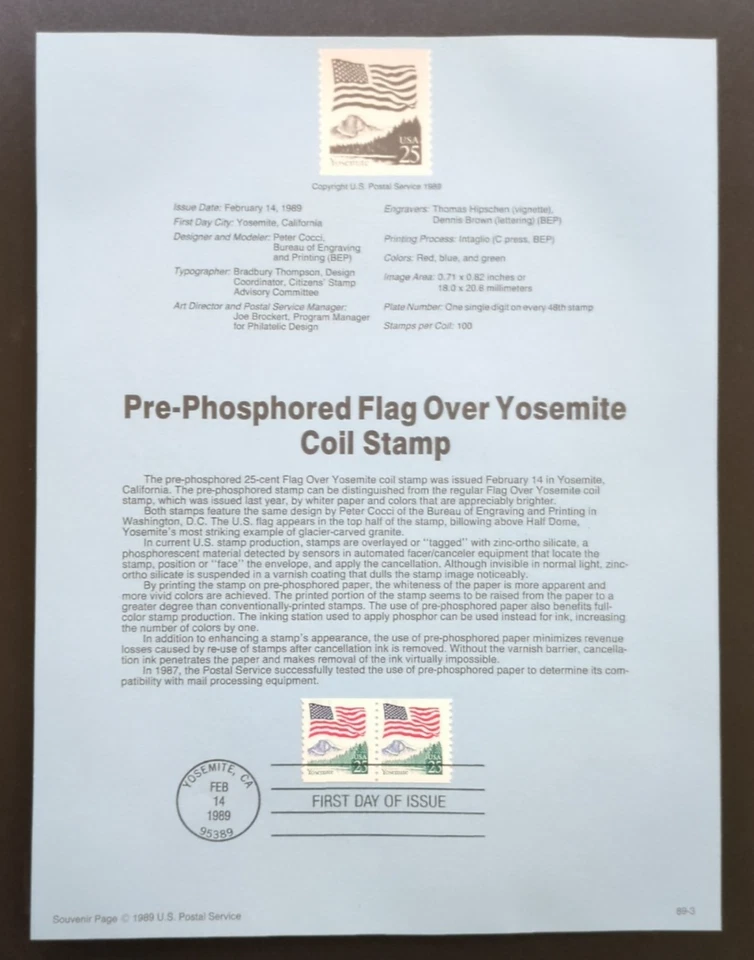 USA
25
Yosemite
Copyright U.S. Postal Service 1988
Issue Date: February 14, 1989
First Day City: Yosemite, California
Designer and Modeler: Peter Cocci,
Bureau of Engraving
and Printing (BEP)
Typographer: Bradbury Thompson, Design
Coordinator, Citizens' Stamp
Advisory Committee
Art Director and Postal Service Manager:
Joe Brockert, Program Manager
for Philatelic Design
Engravers: Thomas Hipschen (vignette),
Dennis Brown (lettering) (BEP)
Printing Process: Intaglio (C press, BEP)
Colors: Red, blue, and green
Image Area: 0.71 x 0.82 inches or
18.0 x 20.8 millimeters
Plate Number: One single digit on every 48th stamp
Stamps per Coil: 100
Pre-Phosphored Flag Over Yosemite
Coil Stamp
The pre-phosphored 25-cent Flag Over Yosemite coil stamp was issued February 14 in Yosemite,
California. The pre-phosphored stamp can be distinguished from the regular Flag Over Yosemite coil
stamp, which was issued last year, by whiter paper and colors that are appreciably brighter.
Both stamps feature the same design by Peter Cocci of the Bureau of Engraving and Printing in
Washington, D.C. The U.S. flag appears in the top half of the stamp, billowing above Half Dome,
Yosemite's most striking example of glacier-carved granite.
In current U.S. stamp production, stamps are overlayed or "tagged" with zinc-ortho silicate, a
phosphorescent material detected by sensors in automated facer/canceler equipment that locate the
stamp, position or "face" the envelope, and apply the cancellation. Although invisible in normal light, zinc-
ortho silicate is suspended in a varnish coating that dulls the stamp image noticeably.
By printing the stamp on pre-phosphored paper, the whiteness of the paper is more apparent and
more vivid colors are achieved. The printed portion of the stamp seems to be raised from the paper to a
greater degree than conventionally-printed stamps. The use of pre-phosphored paper also benefits full-
color stamp production. The inking station used to apply phosphor can be used instead for ink, increasing
the number of colors by one.
In addition to enhancing a stamp's appearance, the use of pre-phosphored paper minimizes revenue
losses caused by re-use of stamps after cancellation ink is removed. Without the varnish barrier, cancella-
tion ink penetrates the paper and makes removal of the ink virtually impossible.
In 1987, the Postal Service successfully tested the use of pre-phosphored paper to determine its com-
patibility with mail processing equipment.
USA
25
Yosemite
USA
25
Yosemite
YOSEMITE, CA
FEB
14
1989
95389
FIRST DAY OF ISSUE
Souvenir Page © 1989 U.S. Postal Service
89-3